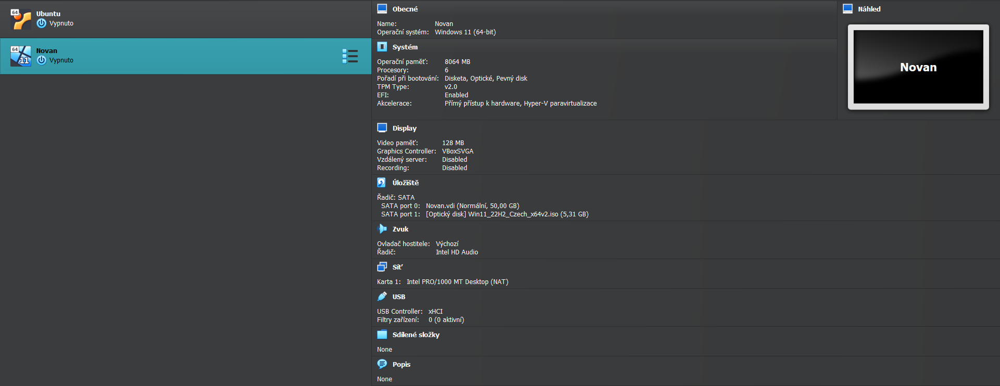 64
Ubuntu
Vypnuto
64
11
Novan
Vypnuto
Obecné
Name: Novan
Operační systém: Windows 11 (64-bit)
Systém
Operační paměť: 8064 MB
Procesory: 6
Pořadí při bootování: Disketa, Optické, Pevný disk
TPM Type: v2.0
EFI: Enabled
Akcelerace: Přímý přístup k hardware, Hyper-V paravirtualizace
Náhled
Novan
Display
Video paměť: 128 MB
Graphics Controller: VBoxSVGA
Vzdálený server: Disabled
Recording: Disabled
Úložiště
Řadič: SATA
SATA port 0: Novan.vdi (Normální, 50,00 GB)
SATA port 1: [Optický disk] Win11_22H2_Czech_x64v2.iso (5,31 GB)
Zvuk
Ovladač hostitele: Výchozí
Řadič: Intel HD Audio
Síť
Karta 1: Intel PRO/1000 MT Desktop (NAT)
USB
USB Controller: xHCI
Filtry zařízení: 0 (0 aktivní)
Sdílené složky
None
Popis
None